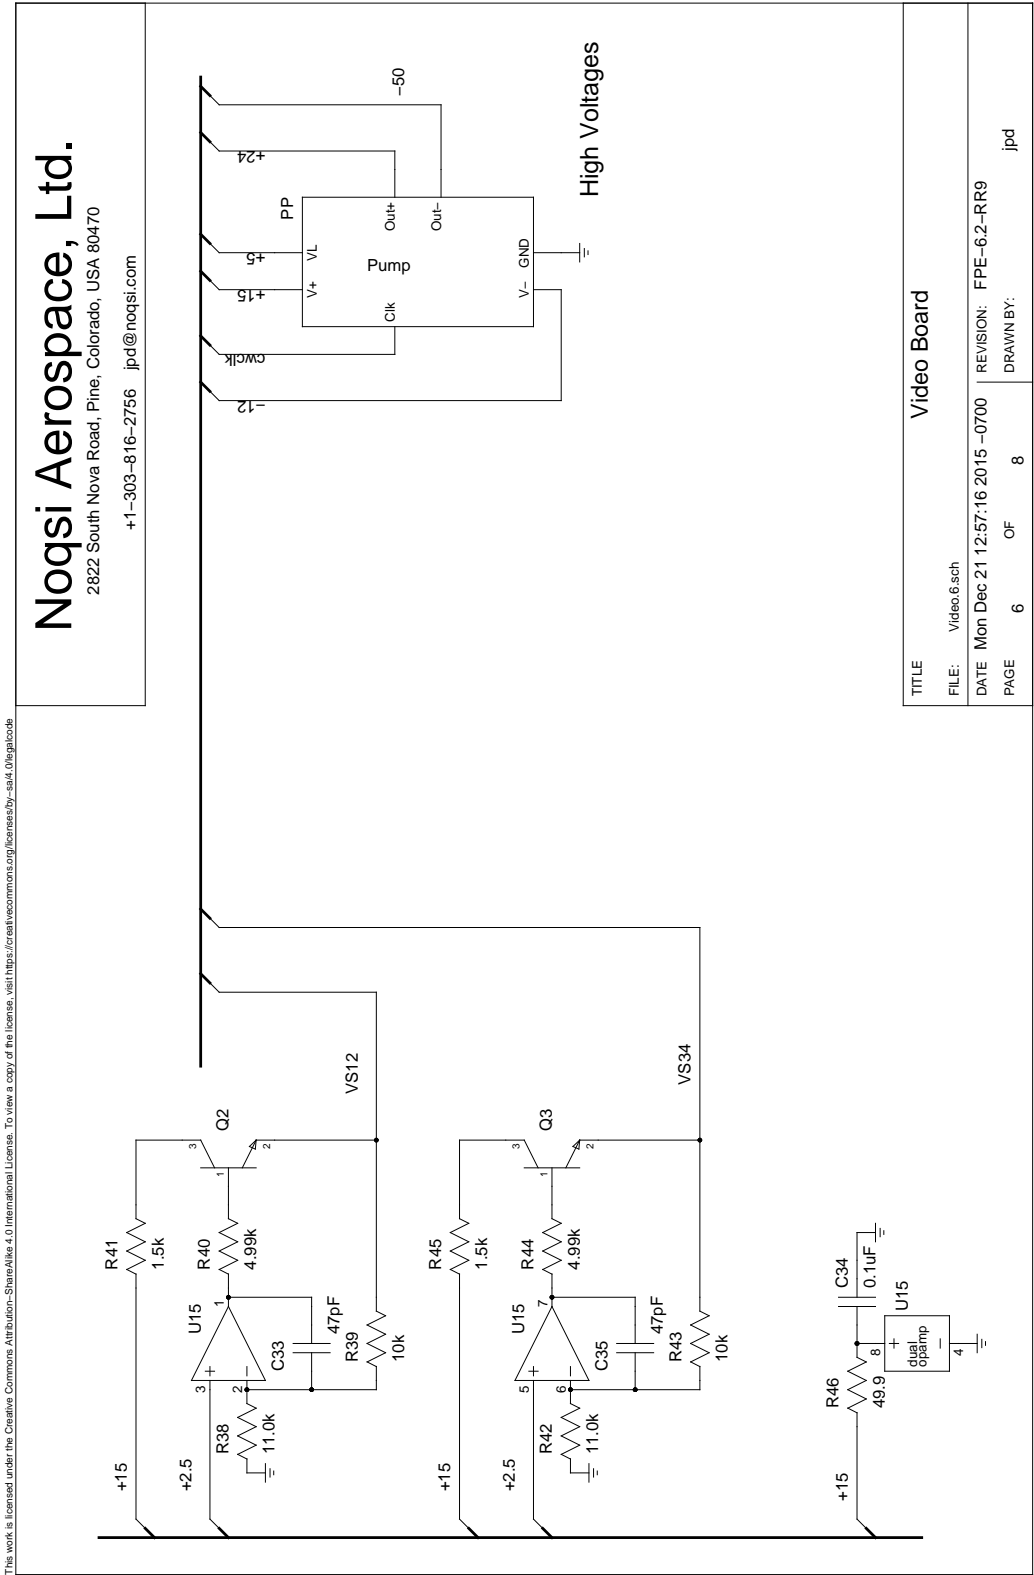 This work is licensed under the Creative Commons Attribution−ShareAlike 4.0 International License. To view a copy of the license, visit https://creativecommons.org/licenses/by−sa/4.0/legalcode
Noqsi Aerospace, Ltd.
2822 South Nova Road, Pine, Colorado, USA 80470
+1−303−816−2756 jpd@noqsi.com
+15
R41
1.5k
+2.5
3
2
+
−
1
U15
R38
11.0k
R40
4.99k
C33
47pF
R39
10k
3
1
2
Q2
VS12
+15
R45
1.5k
+2.5
5
6
+
−
7
U15
R42
11.0k
R44
4.99k
C35
47pF
R43
10k
3
1
2
Q3
VS34
+15
R46
49.9
C34
0.1uF
U15
8
+
dual
opamp
−
4
−12
cwclk
+15
+5
+24
−50
PP
V+
VL
Clk
Pump
Out+
Out−
V−
GND
High Voltages
TITLE
Video Board
FILE: Video.6.sch
DATE Mon Dec 21 12:57:16 2015 −0700
REVISION: FPE−6.2−RR9
PAGE 6 OF 8
DRAWN BY: jpd